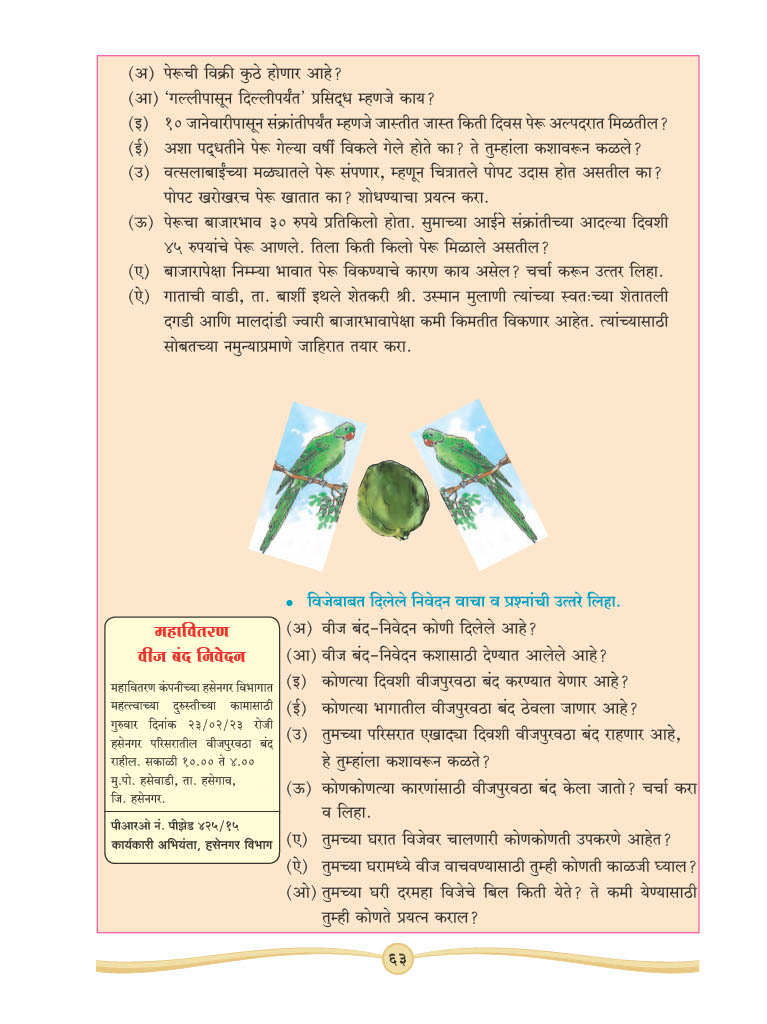 (अ) पेरूची विक्री कुठे होणार आहे?
(आ) ‘गल्लीपासून दिल्लीपर्यंत’ प्रसिद्ध म्हणजे काय?
(इ) १० जानेवारीपासून संक्रांतीपर्यंत म्हणजे जास्तीत जास्त किती दिवस पेरू अल्पदरात मिळतील?
(ई) अशा पद्धतीने पेरू गेल्या वर्षी विकले गेले होते का? ते तुम्हांला कशावरून कळले?
(उ) वत्सलाबाईंच्या मळ्यातले पेरू संपणार, म्हणून चित्रातले पोपट उदास होत असतील का?
पोपट खरोखरच पेरू खातात का? शोधण्याचा प्रयत्न करा.
(ऊ) पेरूचा बाजारभाव ३० रुपये प्रतिकिलो होता. सुमाच्या आईने संक्रांतीच्या आदल्या दिवशी
४५ रुपयांचे पेरू आणले. तिला किती किलो पेरू मिळाले असतील?
(ए) बाजारापेक्षा निम्म्या भावात पेरू विकण्याचे कारण काय असेल? चर्चा करून उत्तर लिहा.
(ऐ) गाताची वाडी, ता. बार्शी इथले शेतकरी श्री. उस्मान मुलाणी त्यांच्या स्वतःच्या शेतातली
दगडी आणि मालदांडी ज्वारी बाजारभावापेक्षा कमी किमतीत विकणार आहेत. त्यांच्यासाठी
सोबतच्या नमुन्याप्रमाणे जाहिरात तयार करा.
• विजेबाबत दिलेले निवेदन वाचा व प्रश्नांची उत्तरे लिहा.
महावितरण
वीज बंद निवेदन
महावितरण कंपनीच्या हसेनगर विभागात
महत्त्वाच्या दुरुस्तीच्या कामासाठी
गुरुवार दिनांक २३/०२/२३ रोजी
हसेनगर परिसरातील वीजपुरवठा बंद
राहील. सकाळी १०.०० ते ४.००
मु.पो. हसेवाडी, ता. हसेगाव,
जि. हसेनगर.
पीआरओ नं. पीझेड ४२५/१५
कार्यकारी अभियंता, हसेनगर विभाग
(अ) वीज बंद-निवेदन कोणी दिलेले आहे?
(आ) वीज बंद-निवेदन कशासाठी देण्यात आलेले आहे?
(इ) कोणत्या दिवशी वीजपुरवठा बंद करण्यात येणार आहे?
(ई) कोणत्या भागातील वीजपुरवठा बंद ठेवला जाणार आहे?
(उ) तुमच्या परिसरात एखाद्या दिवशी वीजपुरवठा बंद राहणार आहे,
हे तुम्हांला कशावरून कळते?
(ऊ) कोणकोणत्या कारणांसाठी वीजपुरवठा बंद केला जातो? चर्चा करा
व लिहा.
(ए) तुमच्या घरात विजेवर चालणारी कोणकोणती उपकरणे आहेत?
(ऐ) तुमच्या घरामध्ये वीज वाचवण्यासाठी तुम्ही कोणती काळजी घ्याल?
(ओ) तुमच्या घरी दरमहा विजेचे बिल किती येते? ते कमी येण्यासाठी
तुम्ही कोणते प्रयत्न कराल?
६३